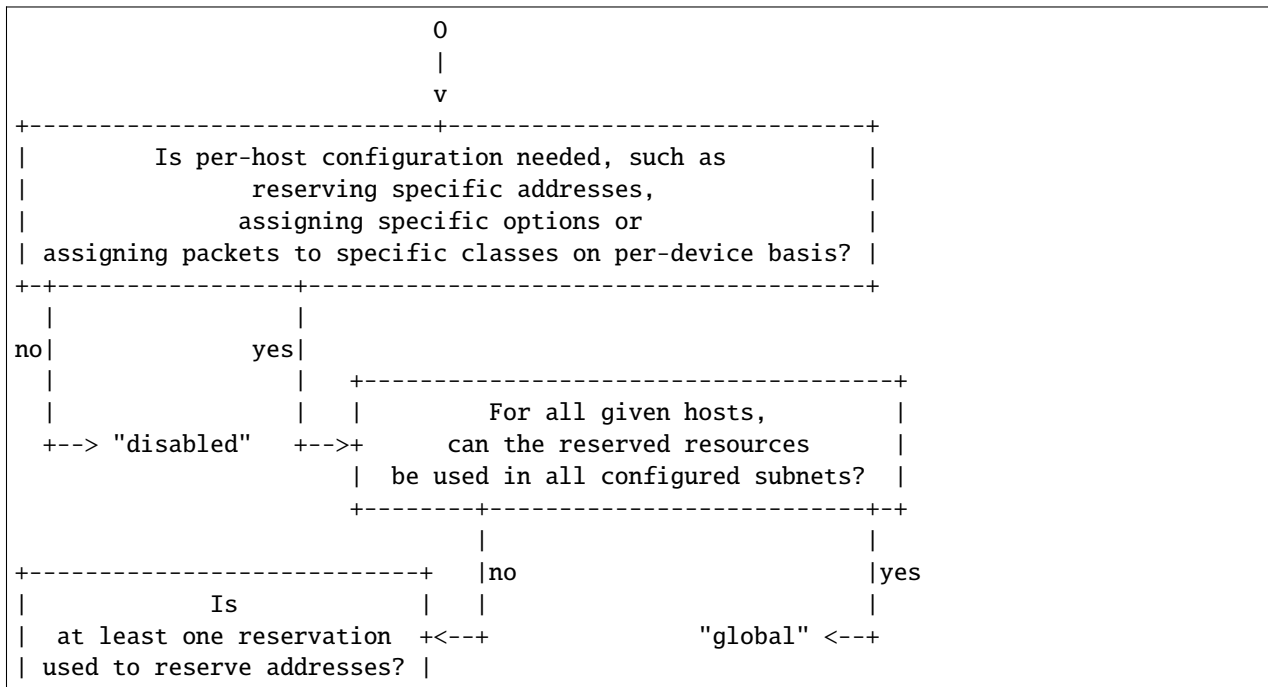 O
|
v
+-----------------------------+------------------------------+
|         Is per-host configuration needed, such as          |
|                reserving specific addresses,               |
|               assigning specific options or                |
| assigning packets to specific classes on per-device basis? |
+-+-----------------+----------------------------------------+
  |                 |
no|              yes|
  |                 |   +--------------------------------------+
  |                 |   |         For all given hosts,         |
  +--> "disabled"   +-->+      can the reserved resources      |
                        |  be used in all configured subnets?  |
                        +--------+---------------------------+-+
                                 |                           |
+----------------------------+   |no                         |yes
|             Is             |   |                           |
|  at least one reservation  +<--+               "global" <--+
| used to reserve addresses? |